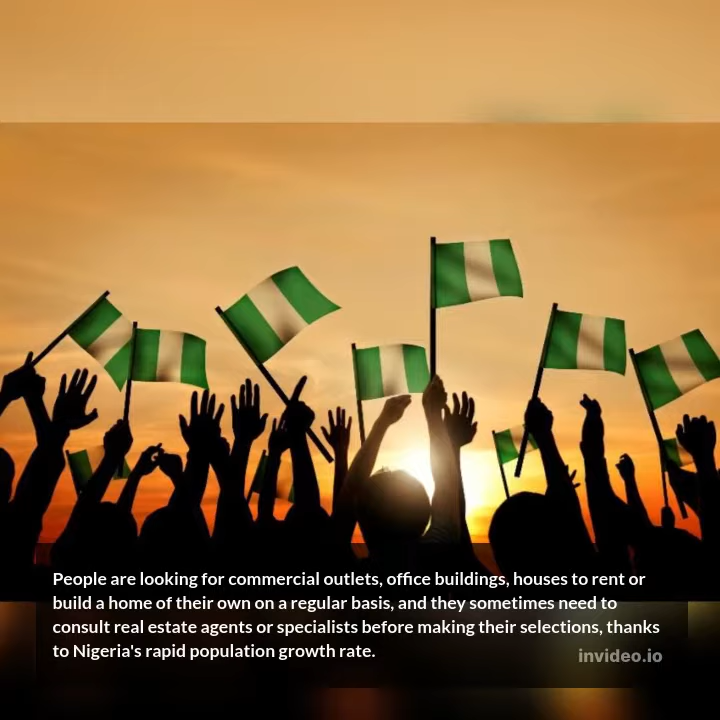 People are looking for commercial outlets, office buildings, houses to rent or
build a home of their own on a regular basis, and they sometimes need to
consult real estate agents or specialists before making their selections, thanks
to Nigeria's rapid population growth rate.
invideo.io